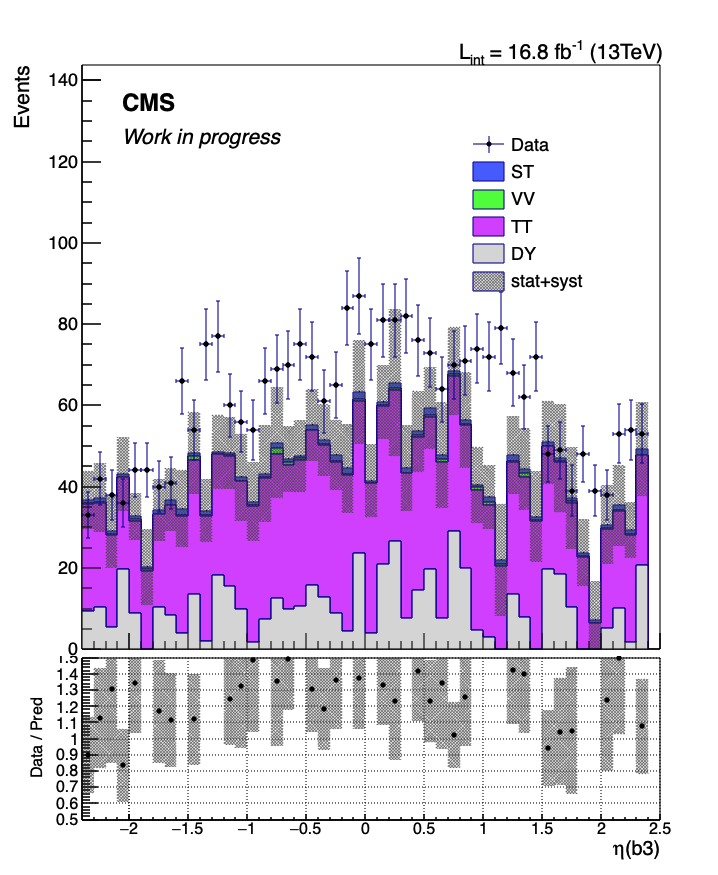 L_int = 16.8 fb⁻¹ (13TeV)
Events
140
CMS
Work in progress
120
Data
ST
VV
TT
DY
stat+syst
100
80
60
40
20
0
Data / Pred
1.5
1.4
1.3
1.2
1.1
1
0.9
0.8
0.7
0.6
0.5
−2 −1.5 −1 −0.5 0 0.5 1 1.5 2 2.5
η(b3)